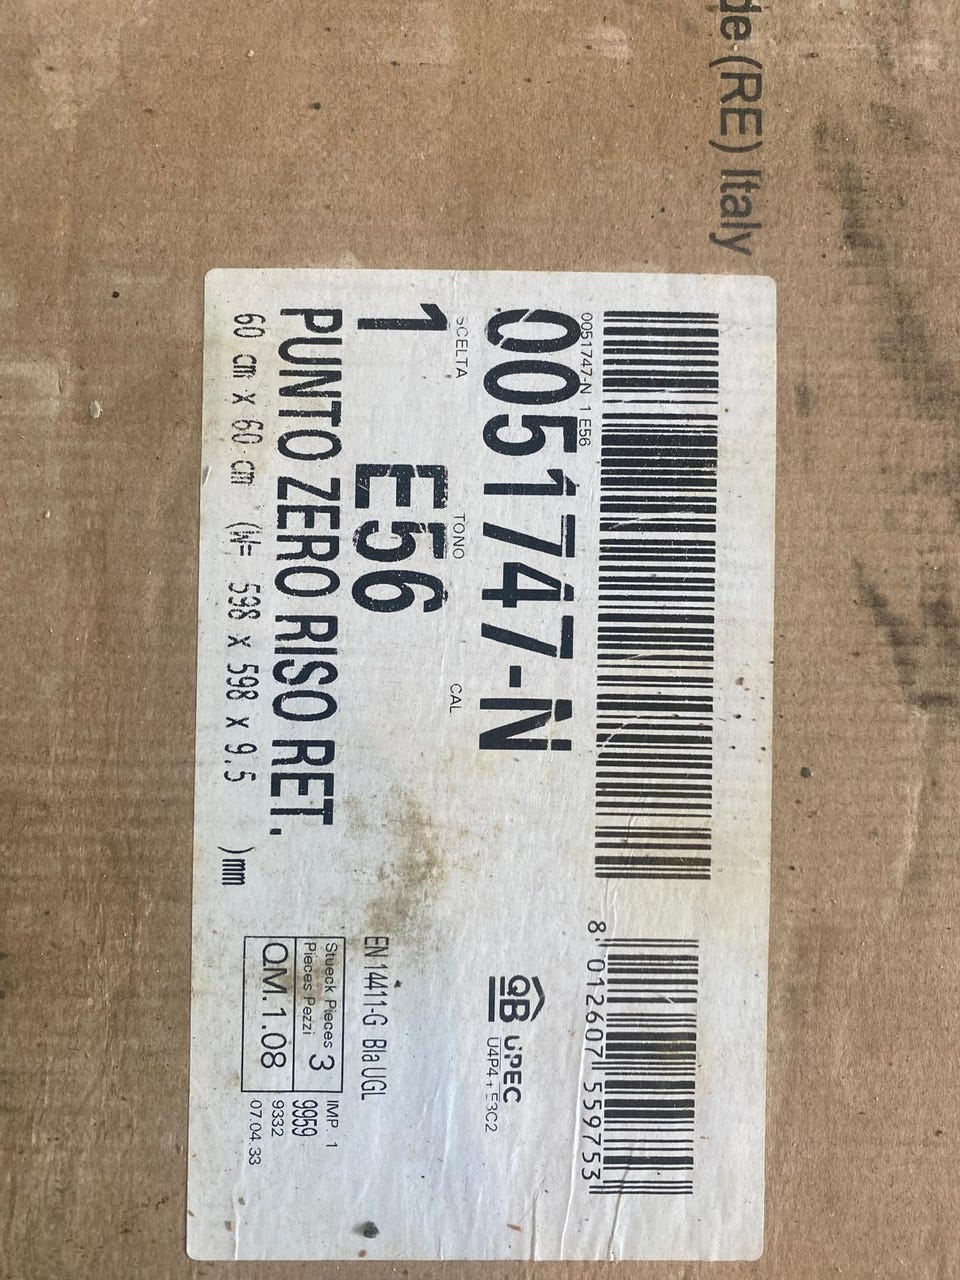 de (RE) Italy
0051747-N 1 E56
0051747-N
SCELTA TONO CAL
1 E56
PUNTO ZERO RISO RET.
60 cm x 60 cm (W= 598 x 598 x 9,5 )mm
8 012607 559753
QB UPEC
U4P4+E3C2
EN 14411-G BIa UGL
Stueck Pieces 3
Pieces Pezzi
QM. 1.08
IMP. 1
9959
9332
07.04.33